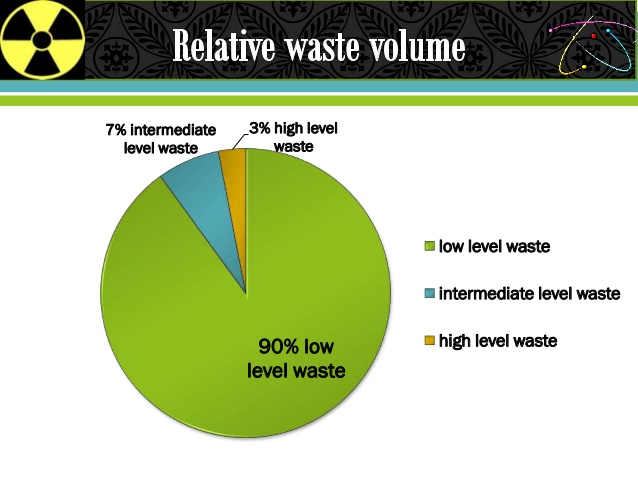 Relative waste volume
7% intermediate
level waste
3% high level
waste
90% low
level waste
low level waste
intermediate level waste
high level waste